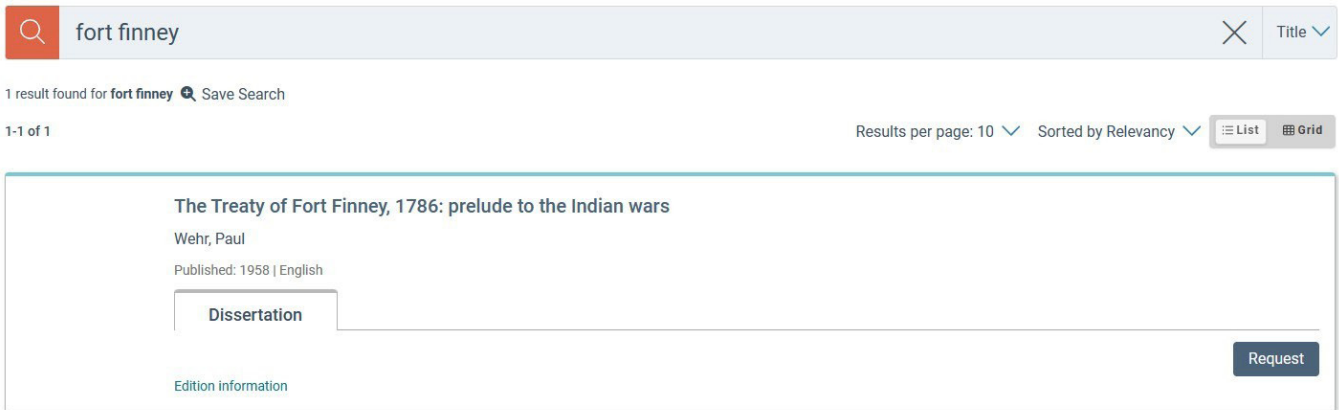 fort finney Title
1 result found for fort finney Save Search
1-1 of 1 Results per page: 10 Sorted by Relevancy List Grid
The Treaty of Fort Finney, 1786: prelude to the Indian wars
Wehr, Paul
Published: 1958 | English
Dissertation
Request
Edition information